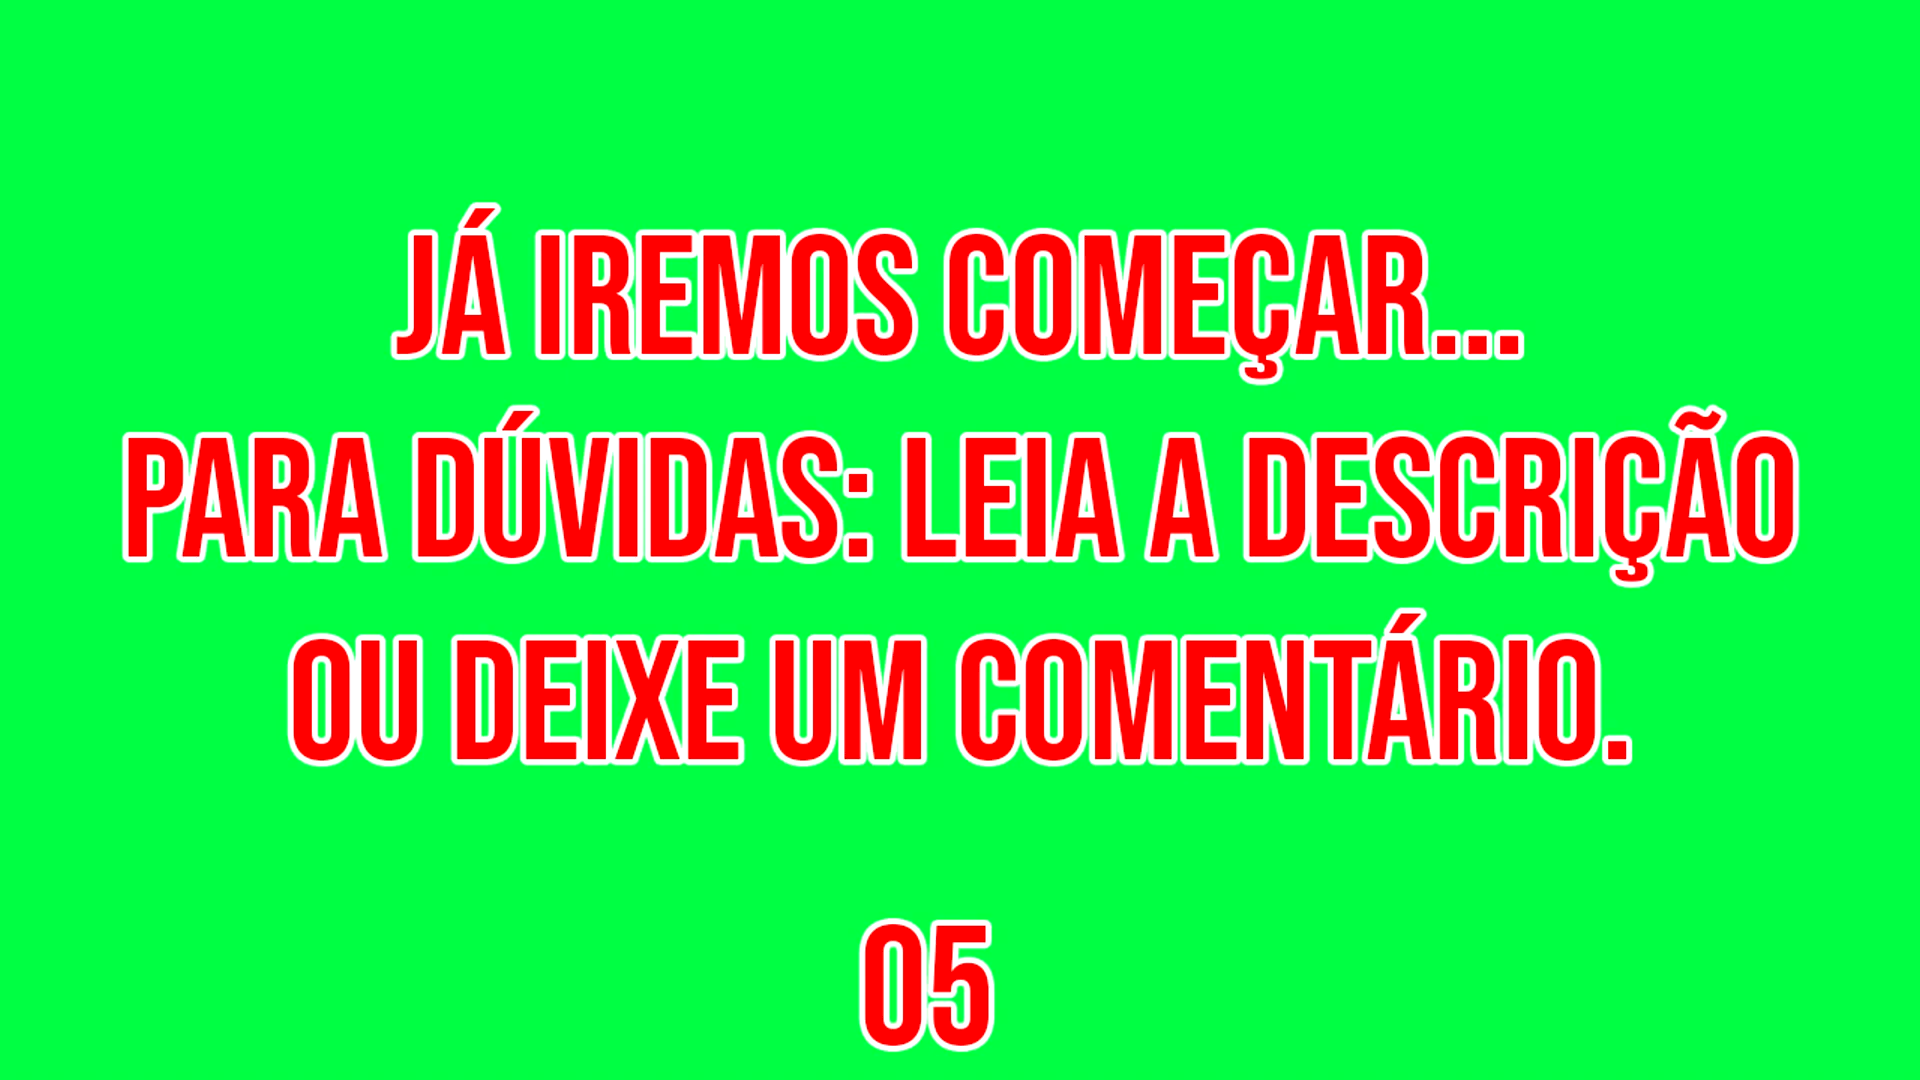 JÁ IREMOS COMEÇAR...
PARA DÚVIDAS: LEIA A DESCRIÇÃO
OU DEIXE UM COMENTÁRIO.
05